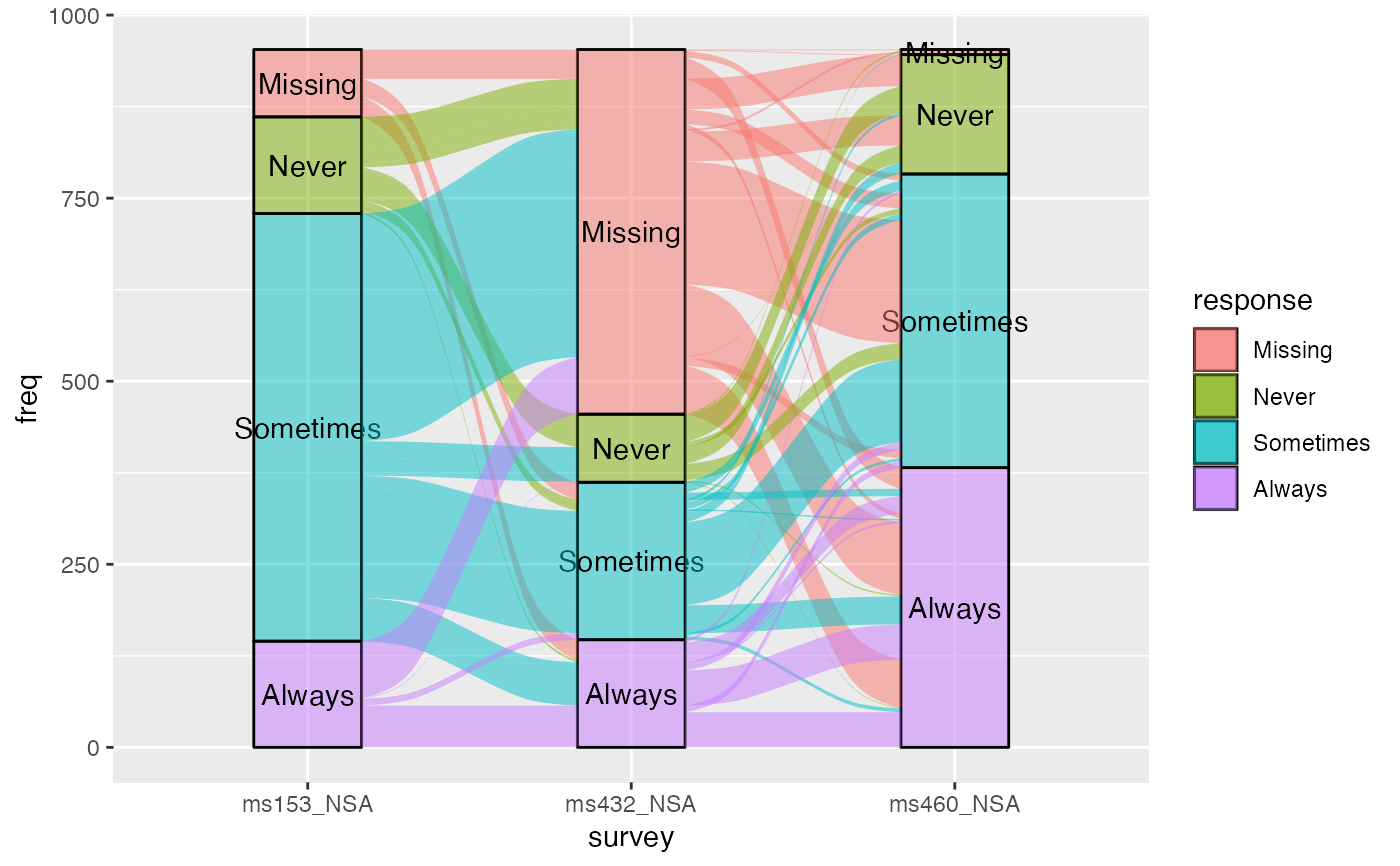 1000
750
500
250
0
freq
Missing
Never
Sometimes
Always
Missing
Never
Sometimes
Always
Missing
Never
Sometimes
Always
ms153_NSA
ms432_NSA
ms460_NSA
survey
response
Missing
Never
Sometimes
Always